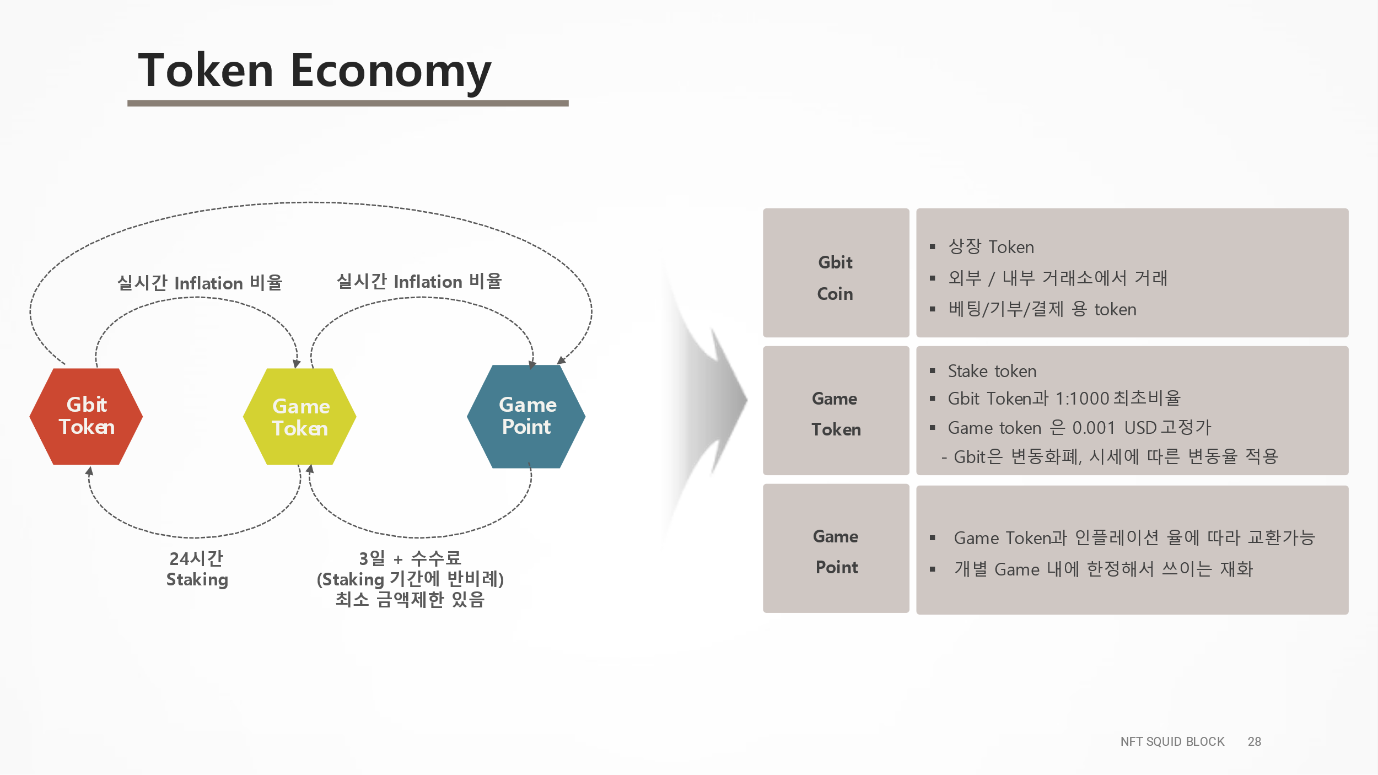 Token Economy
실시간 Inflation 비율
실시간 Inflation 비율
Gbit
Token
Game
Token
Game
Point
24시간
Staking
3일 + 수수료
(Staking 기간에 반비례)
최소 금액제한 있음
Gbit
Coin
▪ 상장 Token
▪ 외부 / 내부 거래소에서 거래
▪ 베팅/기부/결제 용 token
Game
Token
▪ Stake token
▪ Gbit Token과 1:1000 최초비율
▪ Game token 은 0.001 USD 고정가
- Gbit은 변동화폐, 시세에 따른 변동율 적용
Game
Point
▪ Game Token과 인플레이션 율에 따라 교환가능
▪ 개별 Game 내에 한정해서 쓰이는 재화
NFT SQUID BLOCK 28